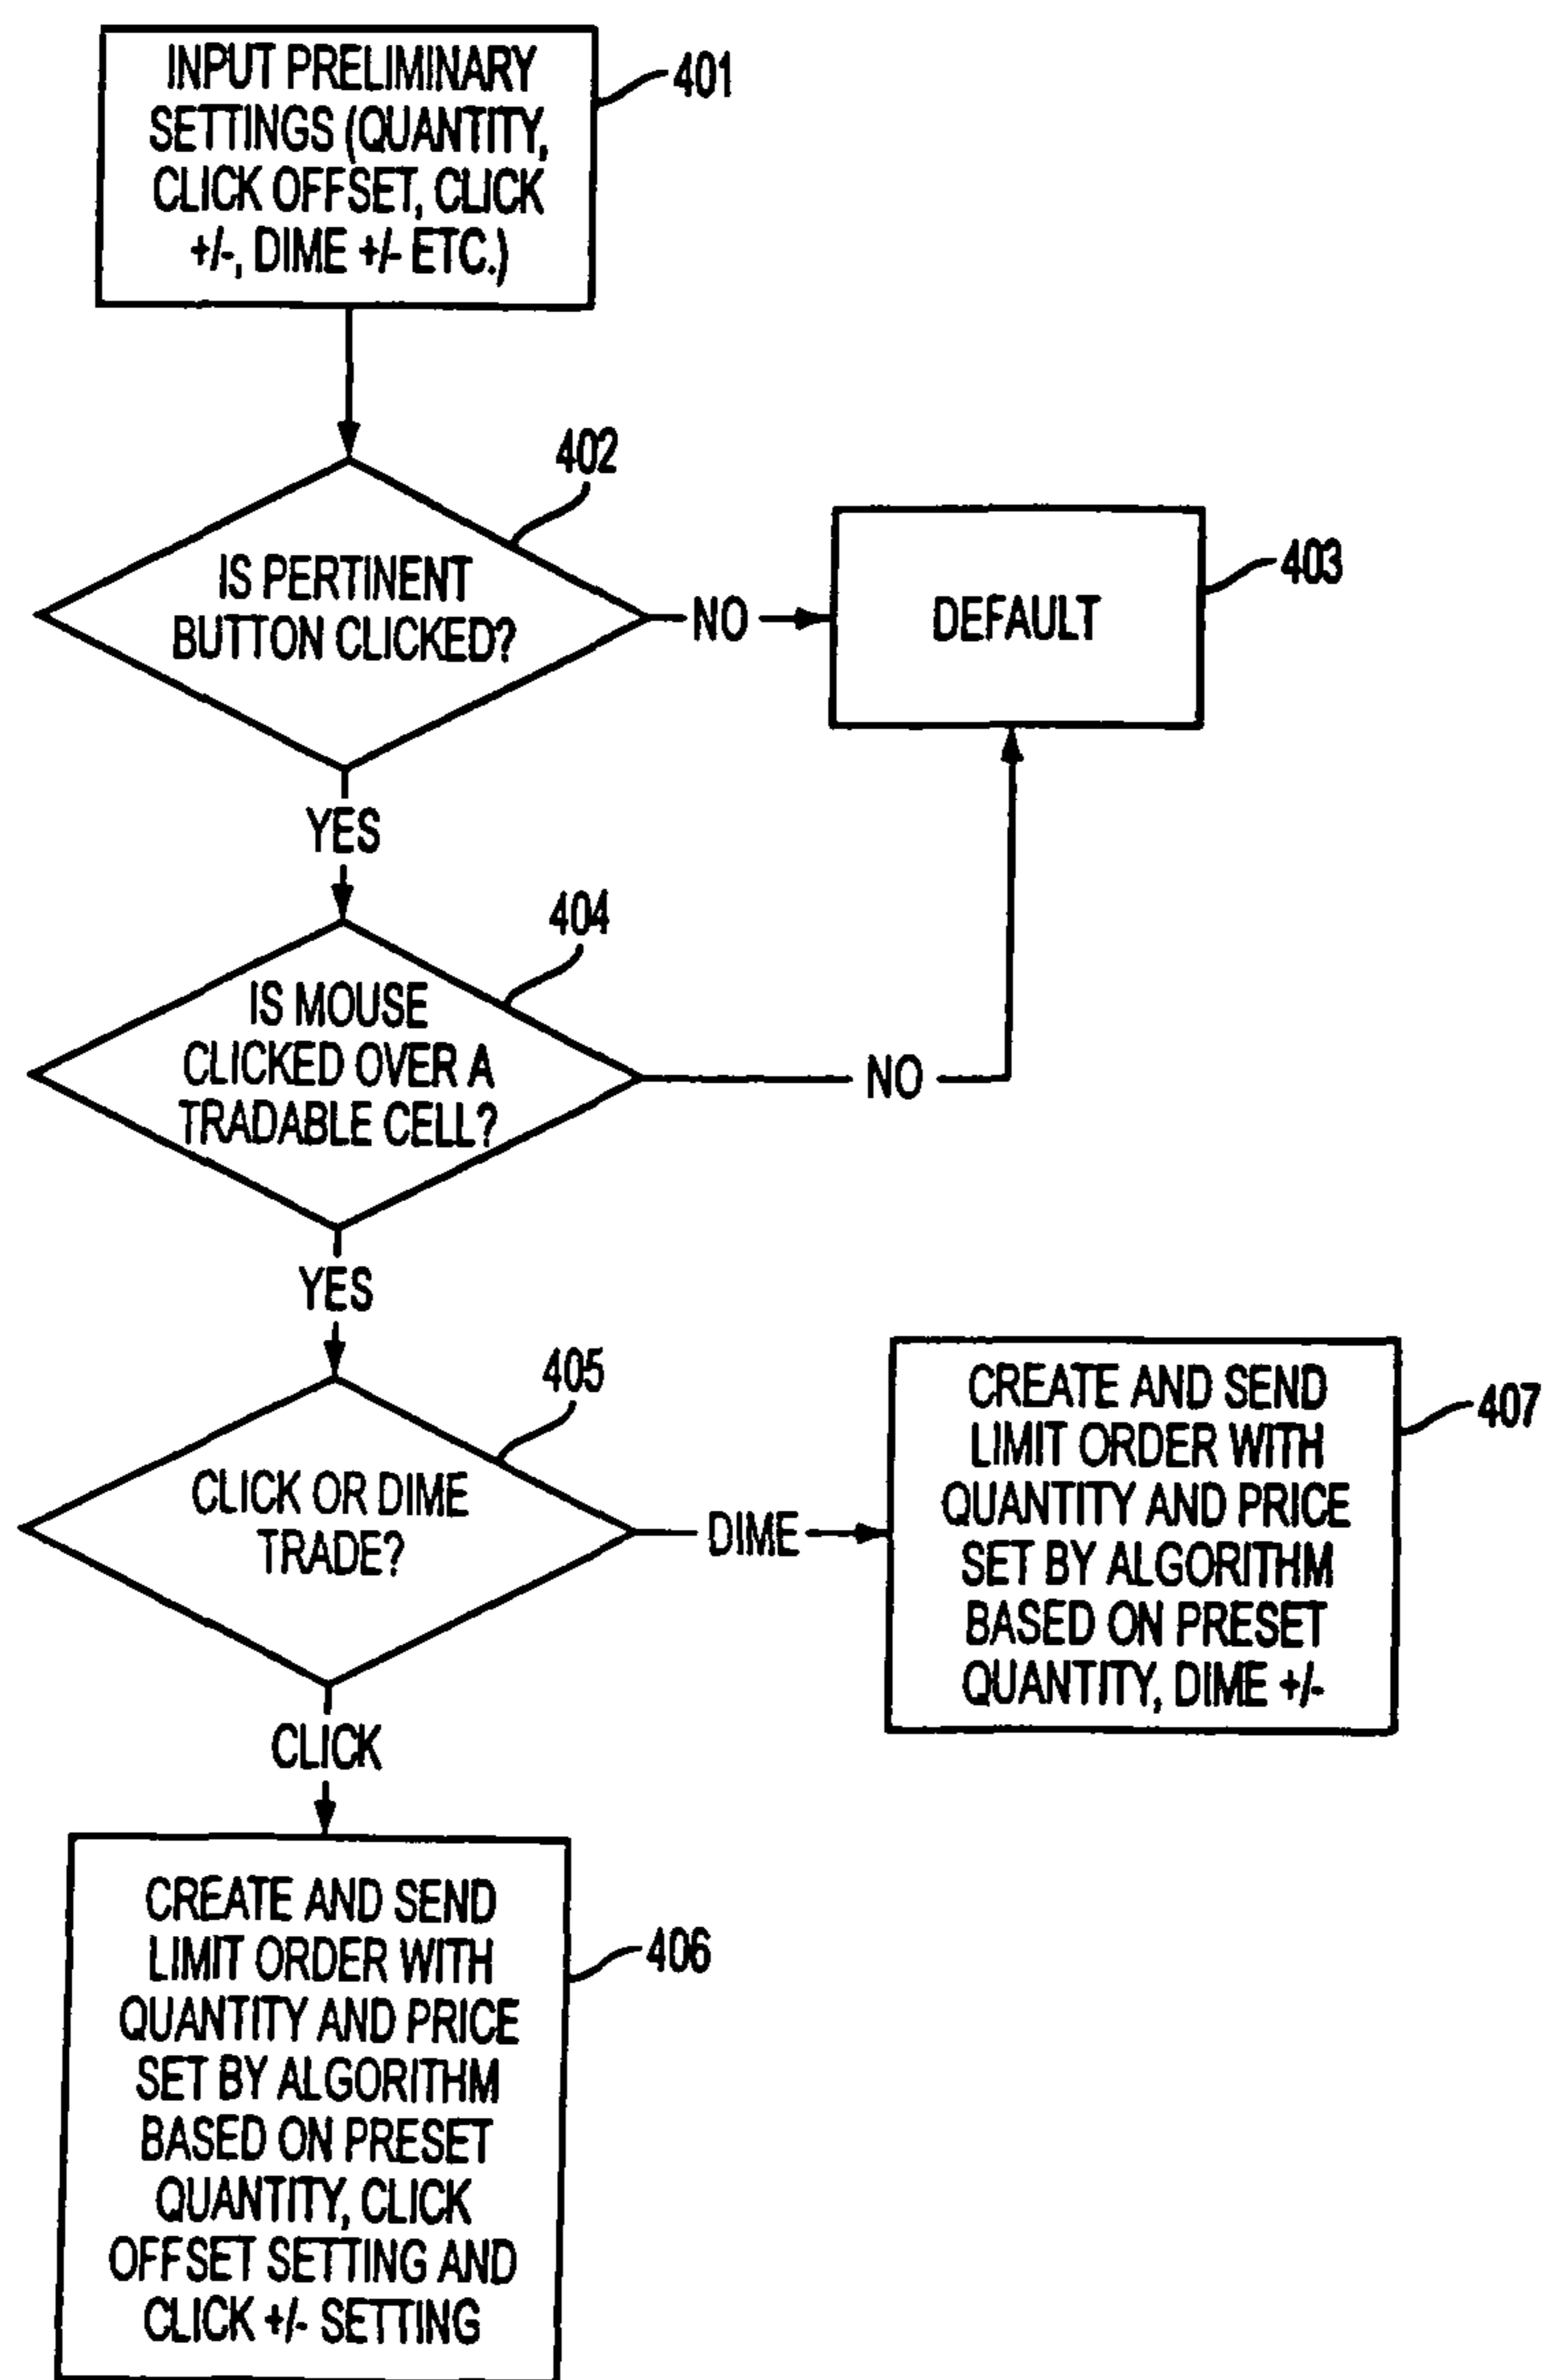 INPUT PRELIMINARY
SETTINGS (QUANTITY,
CLICK OFFSET, CLICK
+/-, DIME +/- ETC.)
401
402
IS PERTINENT
BUTTON CLICKED?
NO
DEFAULT
403
YES
404
IS MOUSE
CLICKED OVER A
TRADABLE CELL?
NO
YES
405
CLICK OR DIME
TRADE?
DIME
CREATE AND SEND
LIMIT ORDER WITH
QUANTITY AND PRICE
SET BY ALGORITHM
BASED ON PRESET
QUANTITY, DIME +/-
407
CLICK
CREATE AND SEND
LIMIT ORDER WITH
QUANTITY AND PRICE
SET BY ALGORITHM
BASED ON PRESET
QUANTITY, CLICK
OFFSET SETTING AND
CLICK +/- SETTING
406